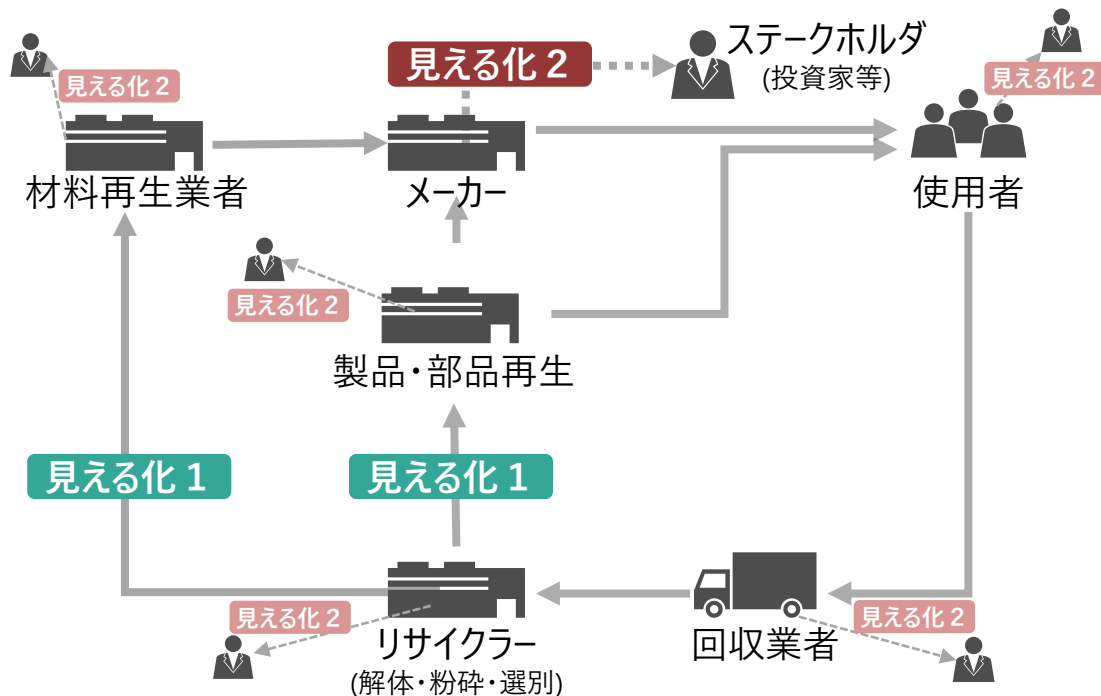 見える化 2
ステークホルダ
(投資家等)
見える化 2
見える化 2
材料再生業者
メーカー
使用者
見える化 2
製品・部品再生
見える化 1
見える化 1
見える化 2
リサイクラー
(解体・粉砕・選別)
回収業者
見える化 2